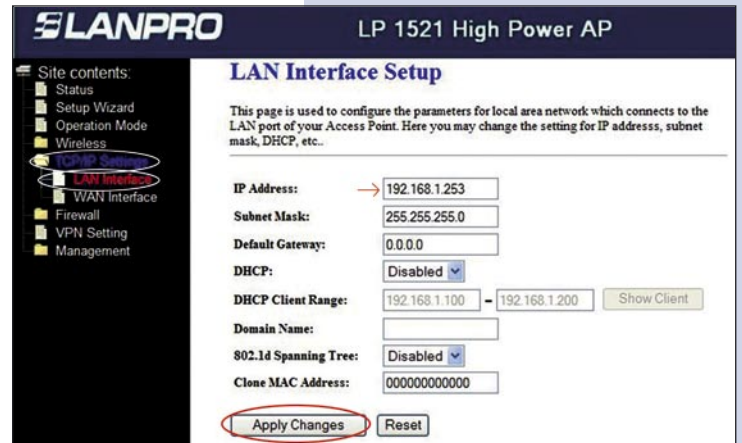 LANPRO
LP 1521 High Power AP
Site contents:
Status
Setup Wizard
Operation Mode
Wireless
TCP/IP Settings
LAN Interface
WAN Interface
Firewall
VPN Setting
Management
LAN Interface Setup
This page is used to configure the parameters for local area network which connects to the
LAN port of your Access Point. Here you may change the setting for IP addresss, subnet
mask, DHCP, etc..
IP Address: → 192.168.1.253
Subnet Mask: 255.255.255.0
Default Gateway: 0.0.0.0
DHCP: Disabled
DHCP Client Range: 192.168.1.100 – 192.168.1.200 Show Client
Domain Name:
802.1d Spanning Tree: Disabled
Clone MAC Address: 000000000000
Apply Changes Reset